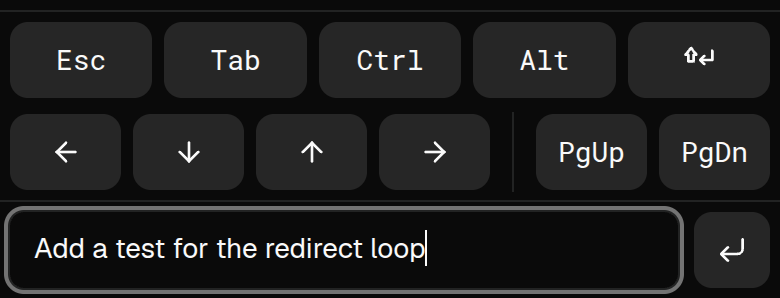 Esc Tab Ctrl Alt ⇧↵
← ↓ ↑ → PgUp PgDn
Add a test for the redirect loop ↵